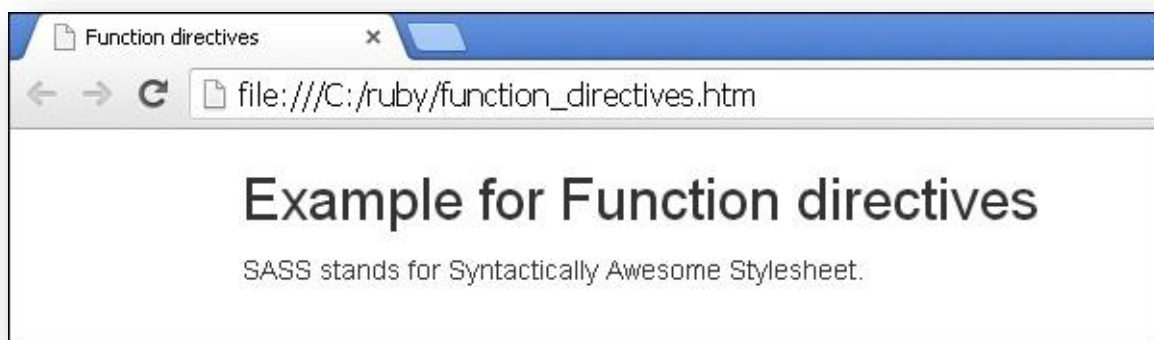 Function directives
file:///C:/ruby/function_directives.htm
Example for Function directives
SASS stands for Syntactically Awesome Stylesheet.